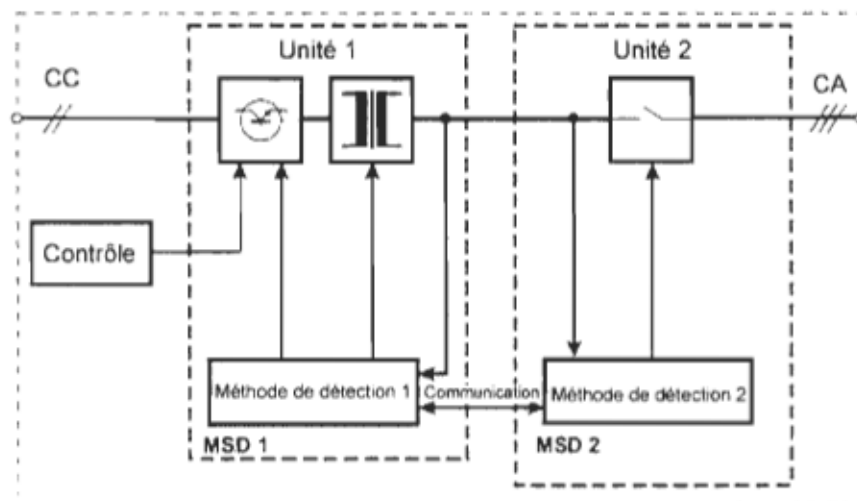 Unité 1
Unité 2
CC
CA
Contrôle
Méthode de détection 1
Communication
Méthode de détection 2
MSD 1
MSD 2